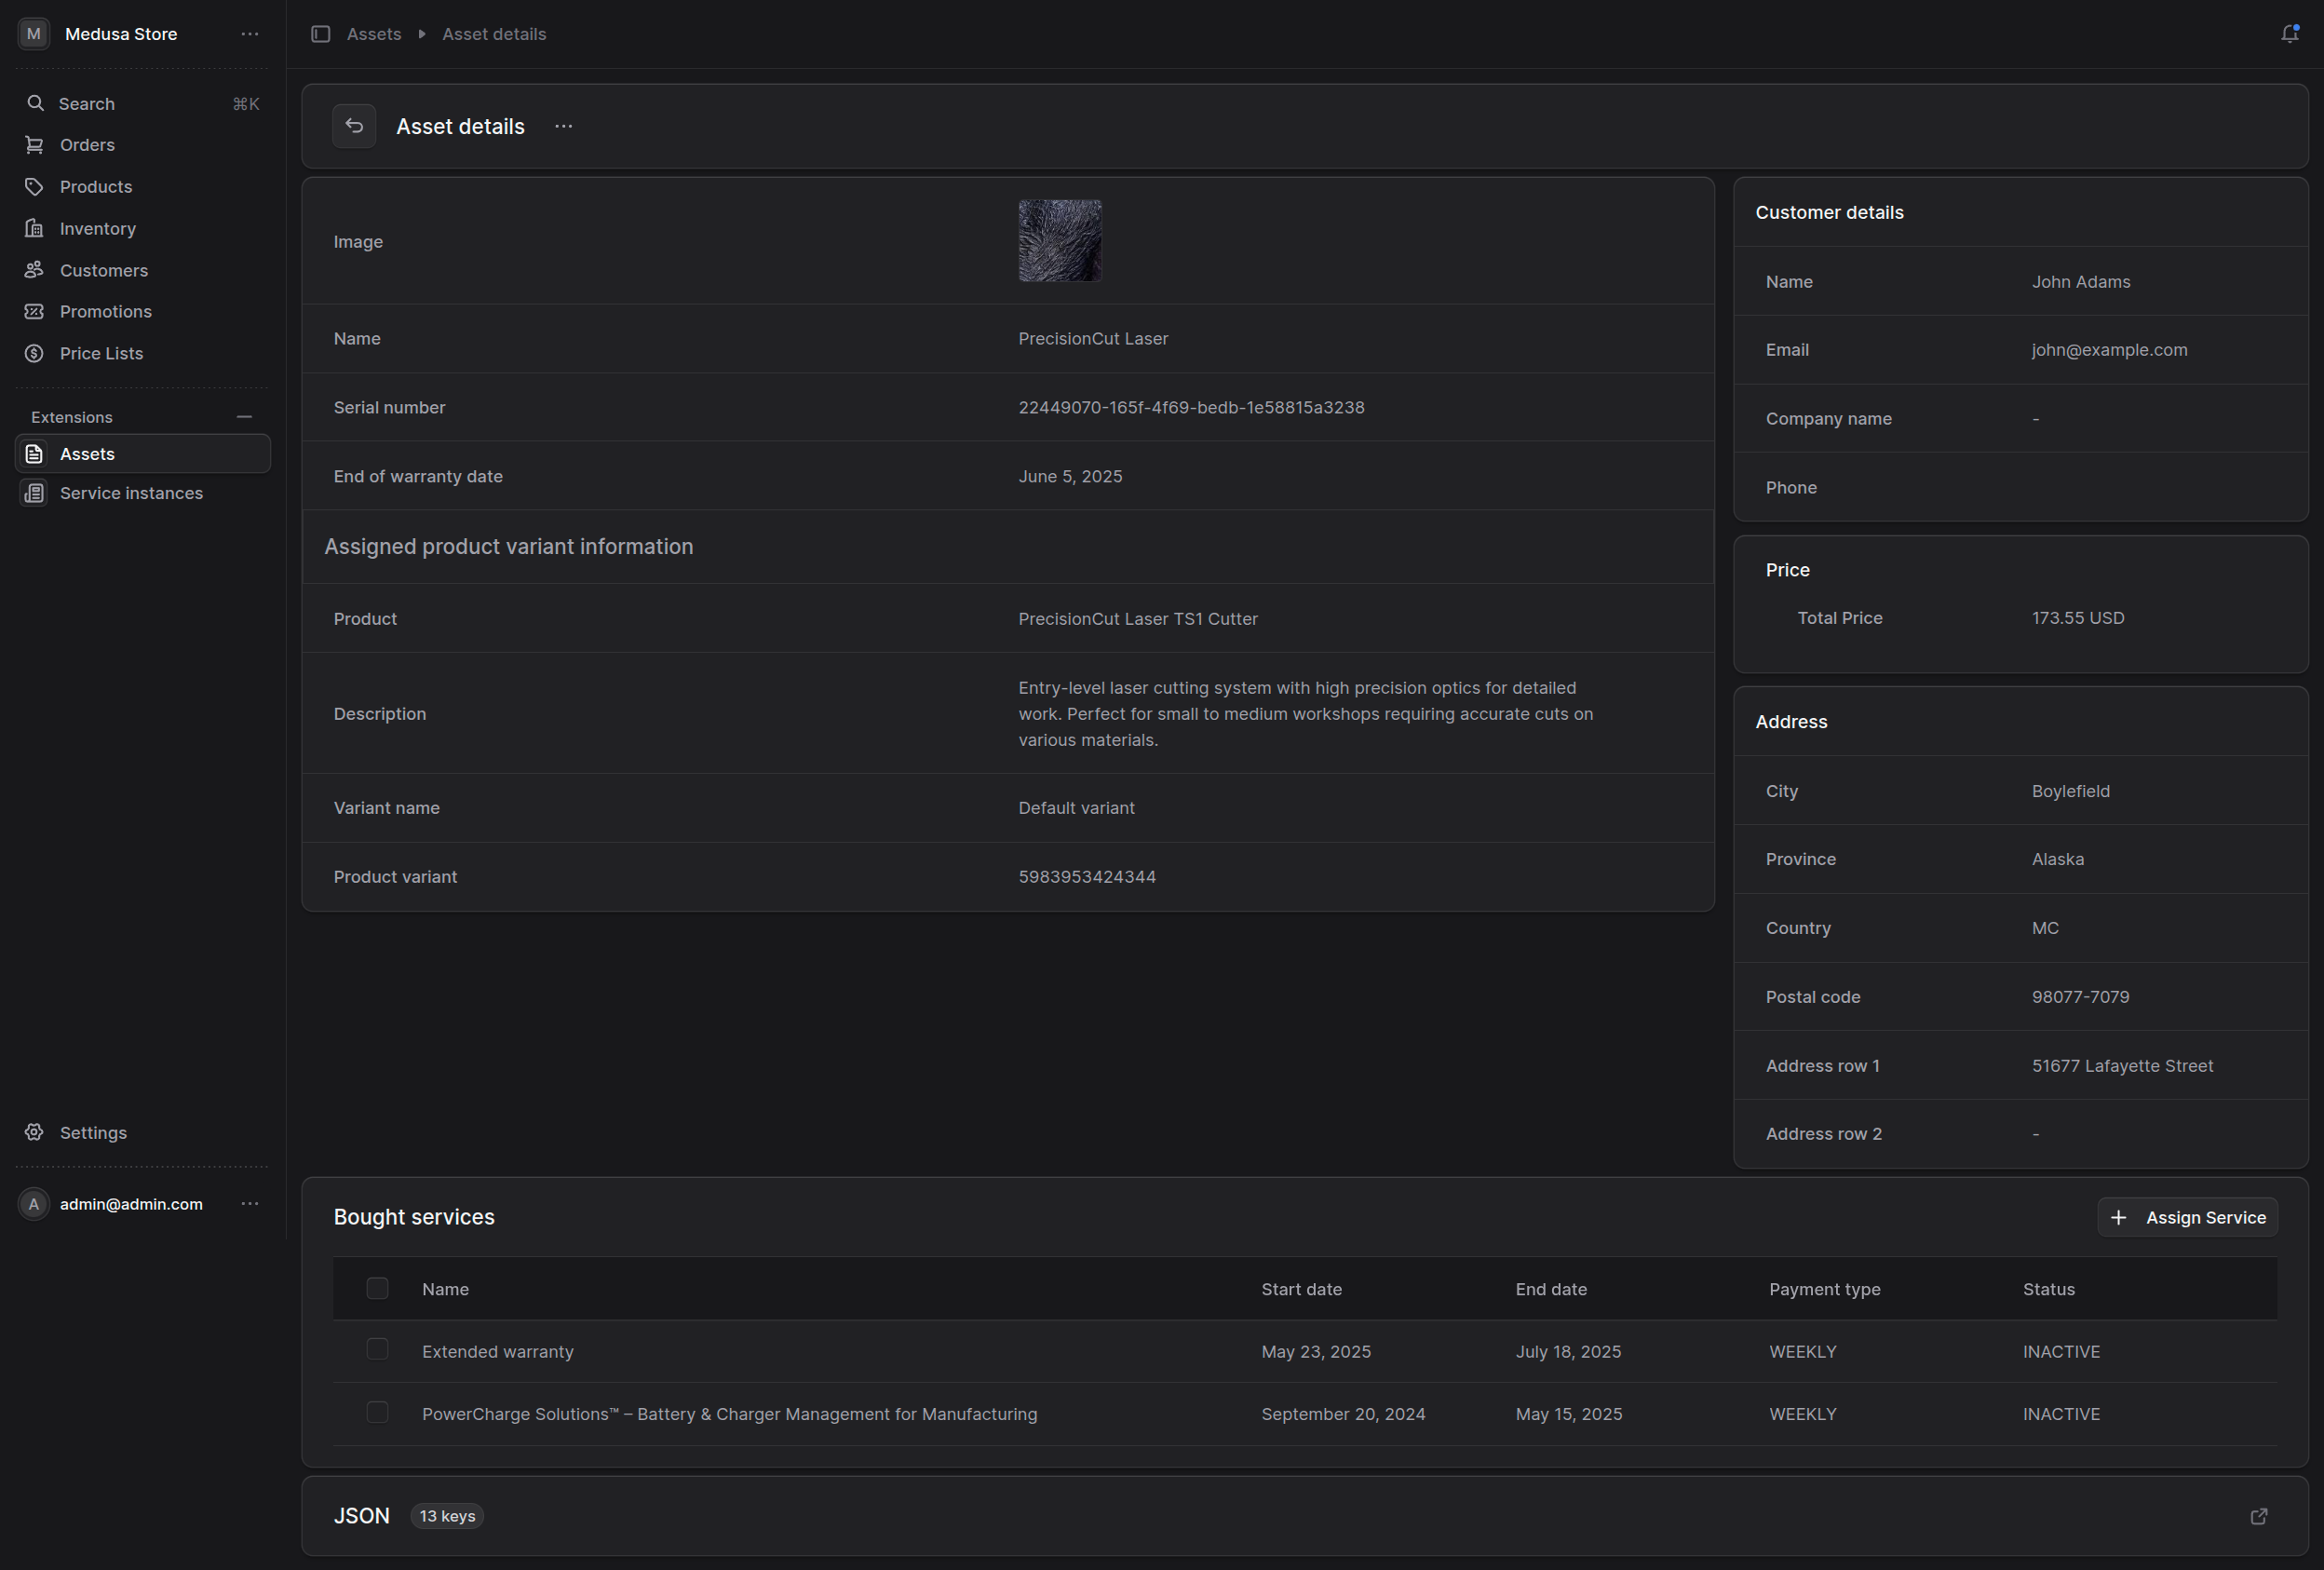 M Medusa Store
Search ⌘K
Orders
Products
Inventory
Customers
Promotions
Price Lists
Extensions
Assets
Service instances
Settings
A admin@admin.com
Assets Asset details
Asset details
Image
Name PrecisionCut Laser
Serial number 22449070-165f-4f69-bedb-1e58815a3238
End of warranty date June 5, 2025
Assigned product variant information
Product PrecisionCut Laser TS1 Cutter
Description Entry-level laser cutting system with high precision optics for detailed
work. Perfect for small to medium workshops requiring accurate cuts on
various materials.
Variant name Default variant
Product variant 5983953424344
Customer details
Name John Adams
Email john@example.com
Company name -
Phone
Price
Total Price 173.55 USD
Address
City Boylefield
Province Alaska
Country MC
Postal code 98077-7079
Address row 1 51677 Lafayette Street
Address row 2 -
Bought services
Assign Service
Name Start date End date Payment type Status
Extended warranty May 23, 2025 July 18, 2025 WEEKLY INACTIVE
PowerCharge Solutions™ – Battery & Charger Management for Manufacturing September 20, 2024 May 15, 2025 WEEKLY INACTIVE
JSON 13 keys